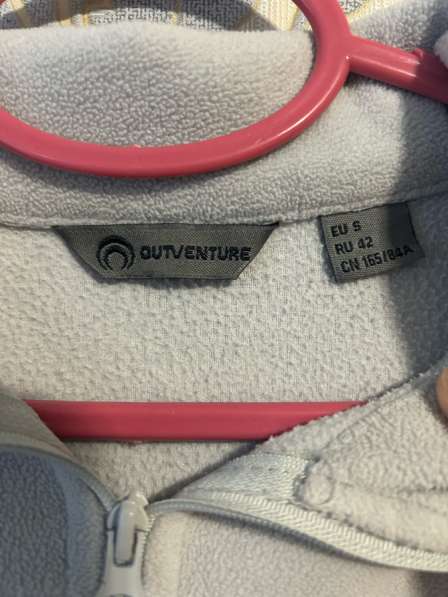 OUTVENTURE
EU S
RU 42
CN 165/84A